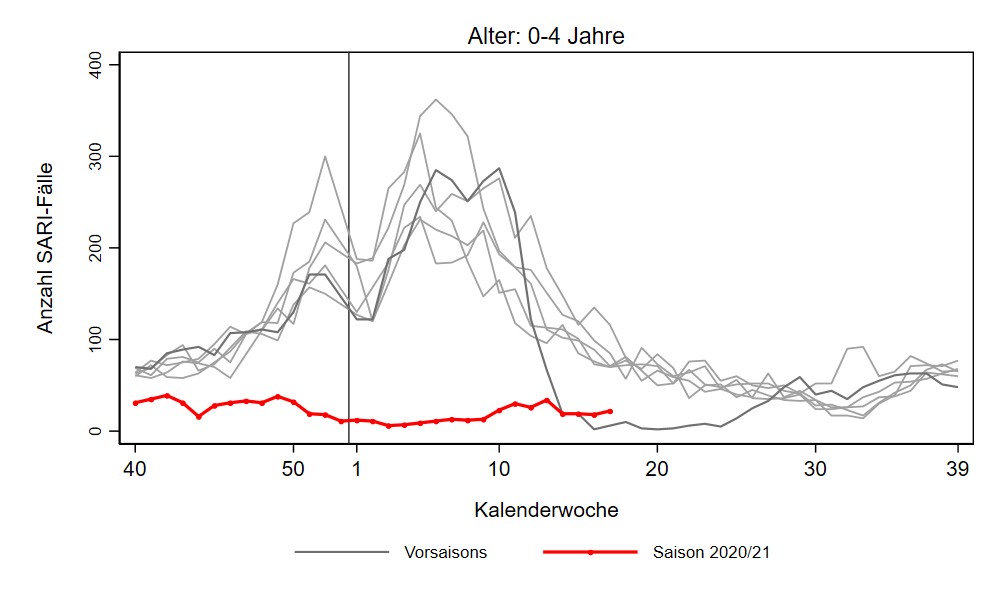 Alter: 0-4 Jahre
Anzahl SARI-Fälle
400
300
200
100
0
40 50 1 10 20 30 39
Kalenderwoche
Vorsaisons Saison 2020/21